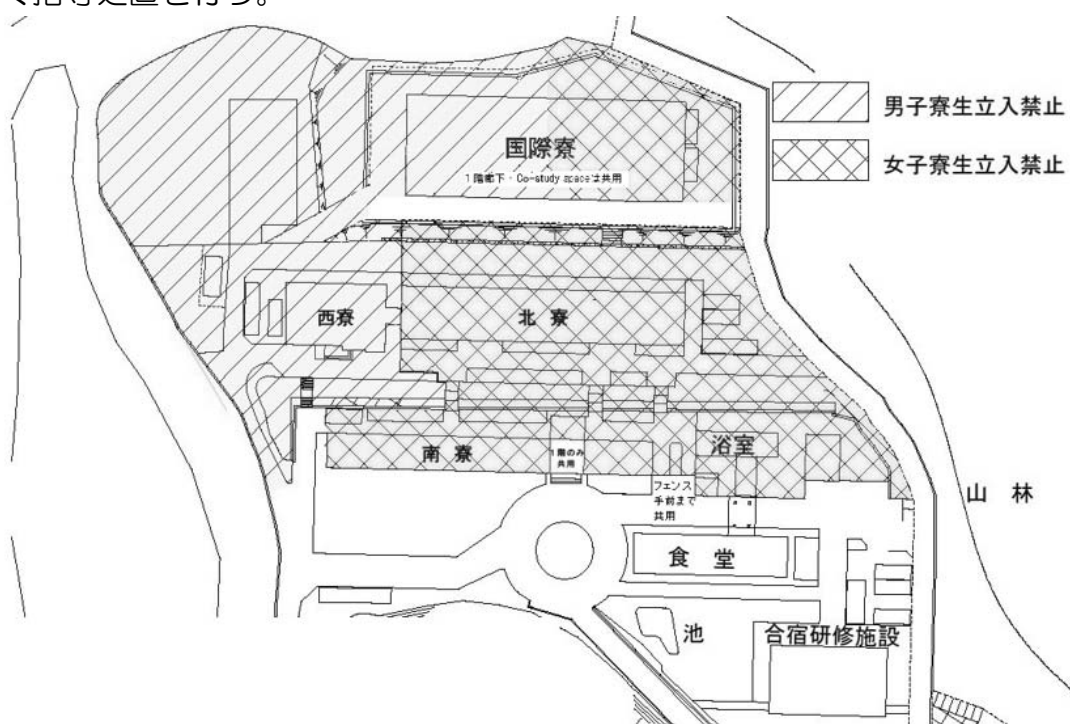 く指導処置を行う。
男子寮生立入禁止
女子寮生立入禁止
国際寮
1階廊下・Co-study spaceは共用
西寮
北寮
南寮
1階のみ
共用
浴室
フェンス
手前まで
共用
山林
食堂
池
合宿研修施設